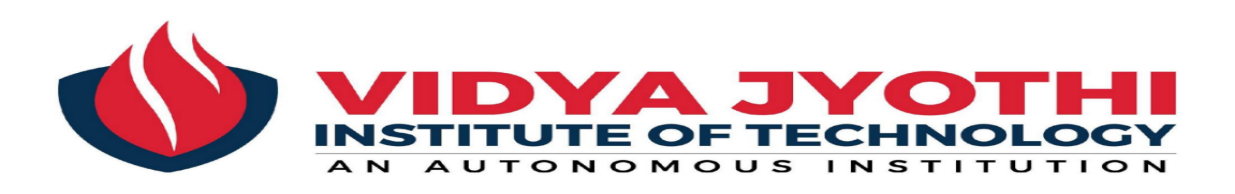 VIDYA JYOTHI
INSTITUTE OF TECHNOLOGY
AN AUTONOMOUS INSTITUTION